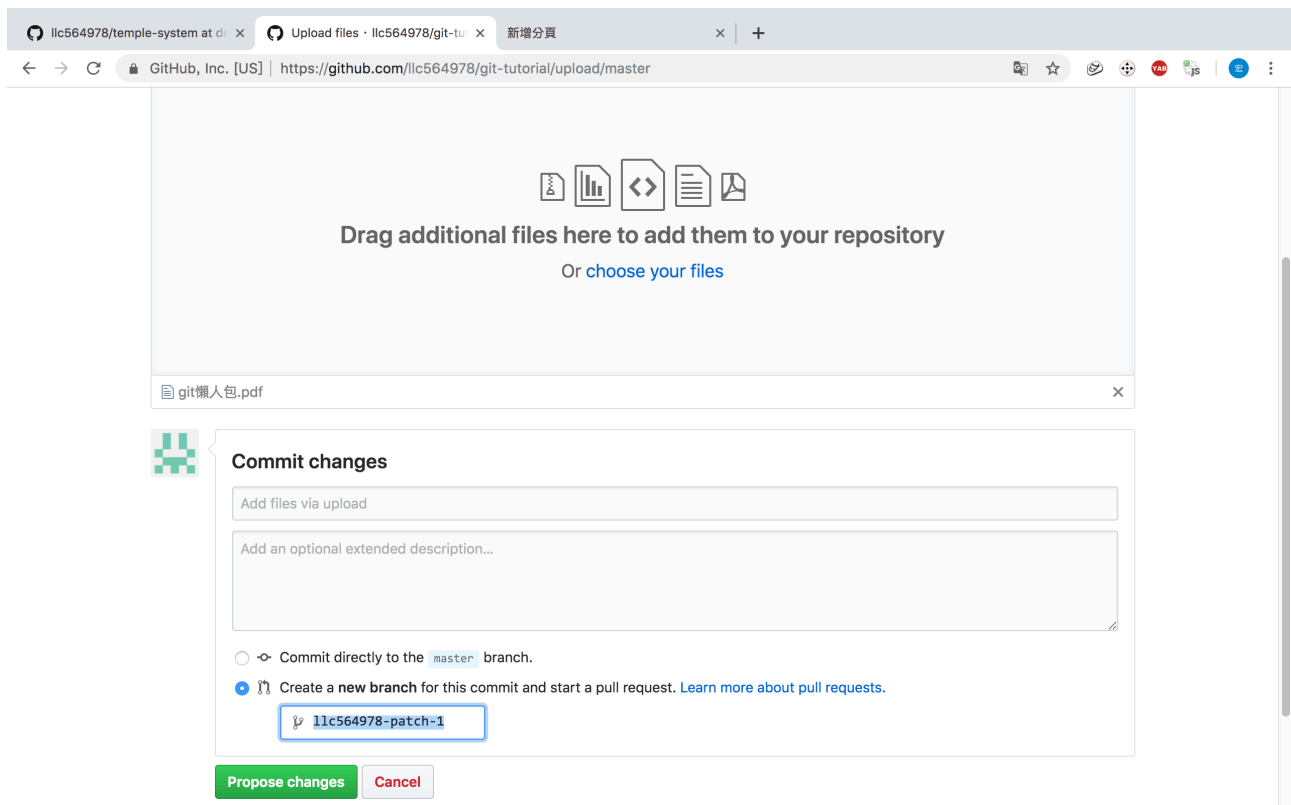 llc564978/temple-system at de
Upload files · llc564978/git-tu
新增分頁
GitHub, Inc. [US] | https://github.com/llc564978/git-tutorial/upload/master
YAB
JS
宏
Drag additional files here to add them to your repository
Or choose your files
git懶人包.pdf
Commit changes
Add files via upload
Add an optional extended description...
Commit directly to the master branch.
Create a new branch for this commit and start a pull request. Learn more about pull requests.
llc564978-patch-1
Propose changes
Cancel